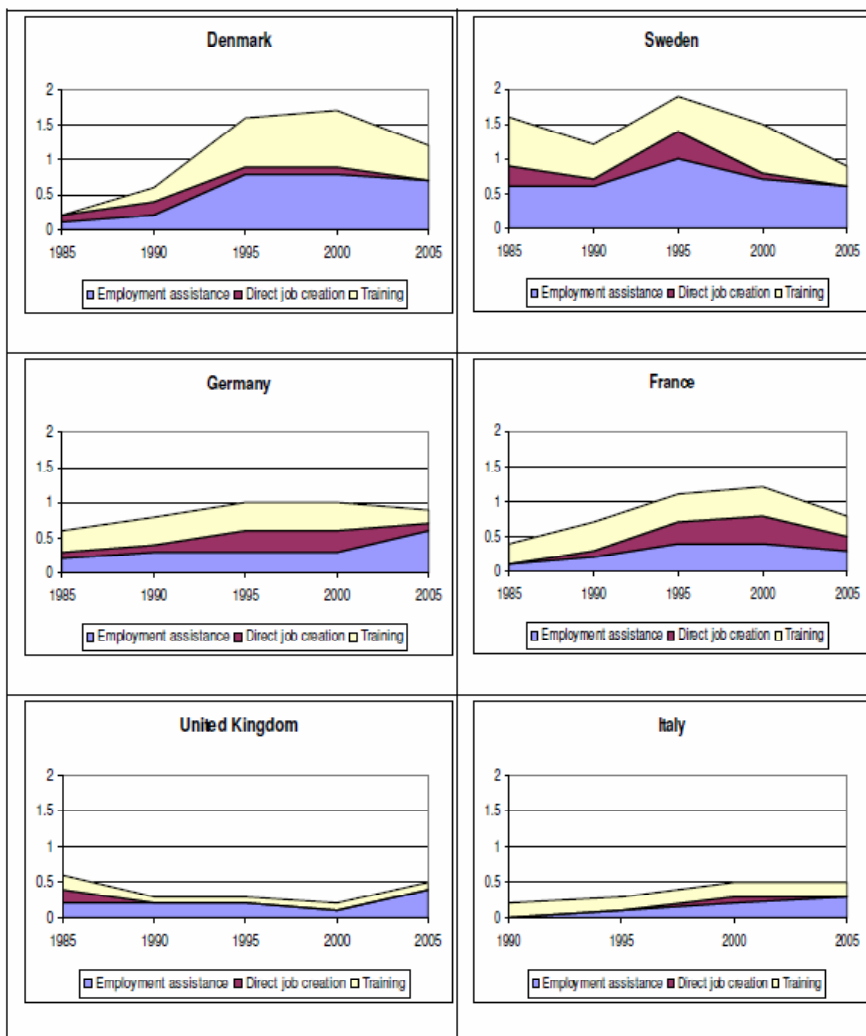 Denmark
2
1.5
1
0.5
0
1985 1990 1995 2000 2005
Employment assistance Direct job creation Training
Sweden
2
1.5
1
0.5
0
1985 1990 1995 2000 2005
Employment assistance Direct job creation Training
Germany
2
1.5
1
0.5
0
1985 1990 1995 2000 2005
Employment assistance Direct job creation Training
France
2
1.5
1
0.5
0
1985 1990 1995 2000 2005
Employment assistance Direct job creation Training
United Kingdom
2
1.5
1
0.5
0
1985 1990 1995 2000 2005
Employment assistance Direct job creation Training
Italy
2
1.5
1
0.5
0
1990 1995 2000 2005
Employment assistance Direct job creation Training